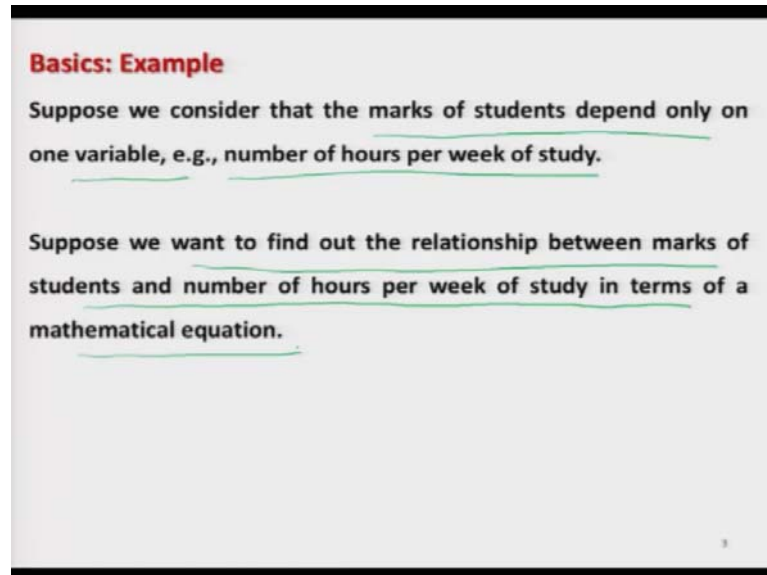 Basics: Example
Suppose we consider that the marks of students depend only on
one variable, e.g., number of hours per week of study.
Suppose we want to find out the relationship between marks of
students and number of hours per week of study in terms of a
mathematical equation.
3